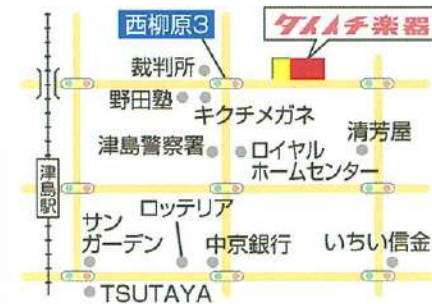 西柳原3
ケイイチ楽器
裁判所
野田塾
キクチメガネ
津島警察署
ロイヤル
ホームセンター
清芳屋
津島駅
サン
ガーデン
ロッテリア
中京銀行
いちい信金
TSUTAYA